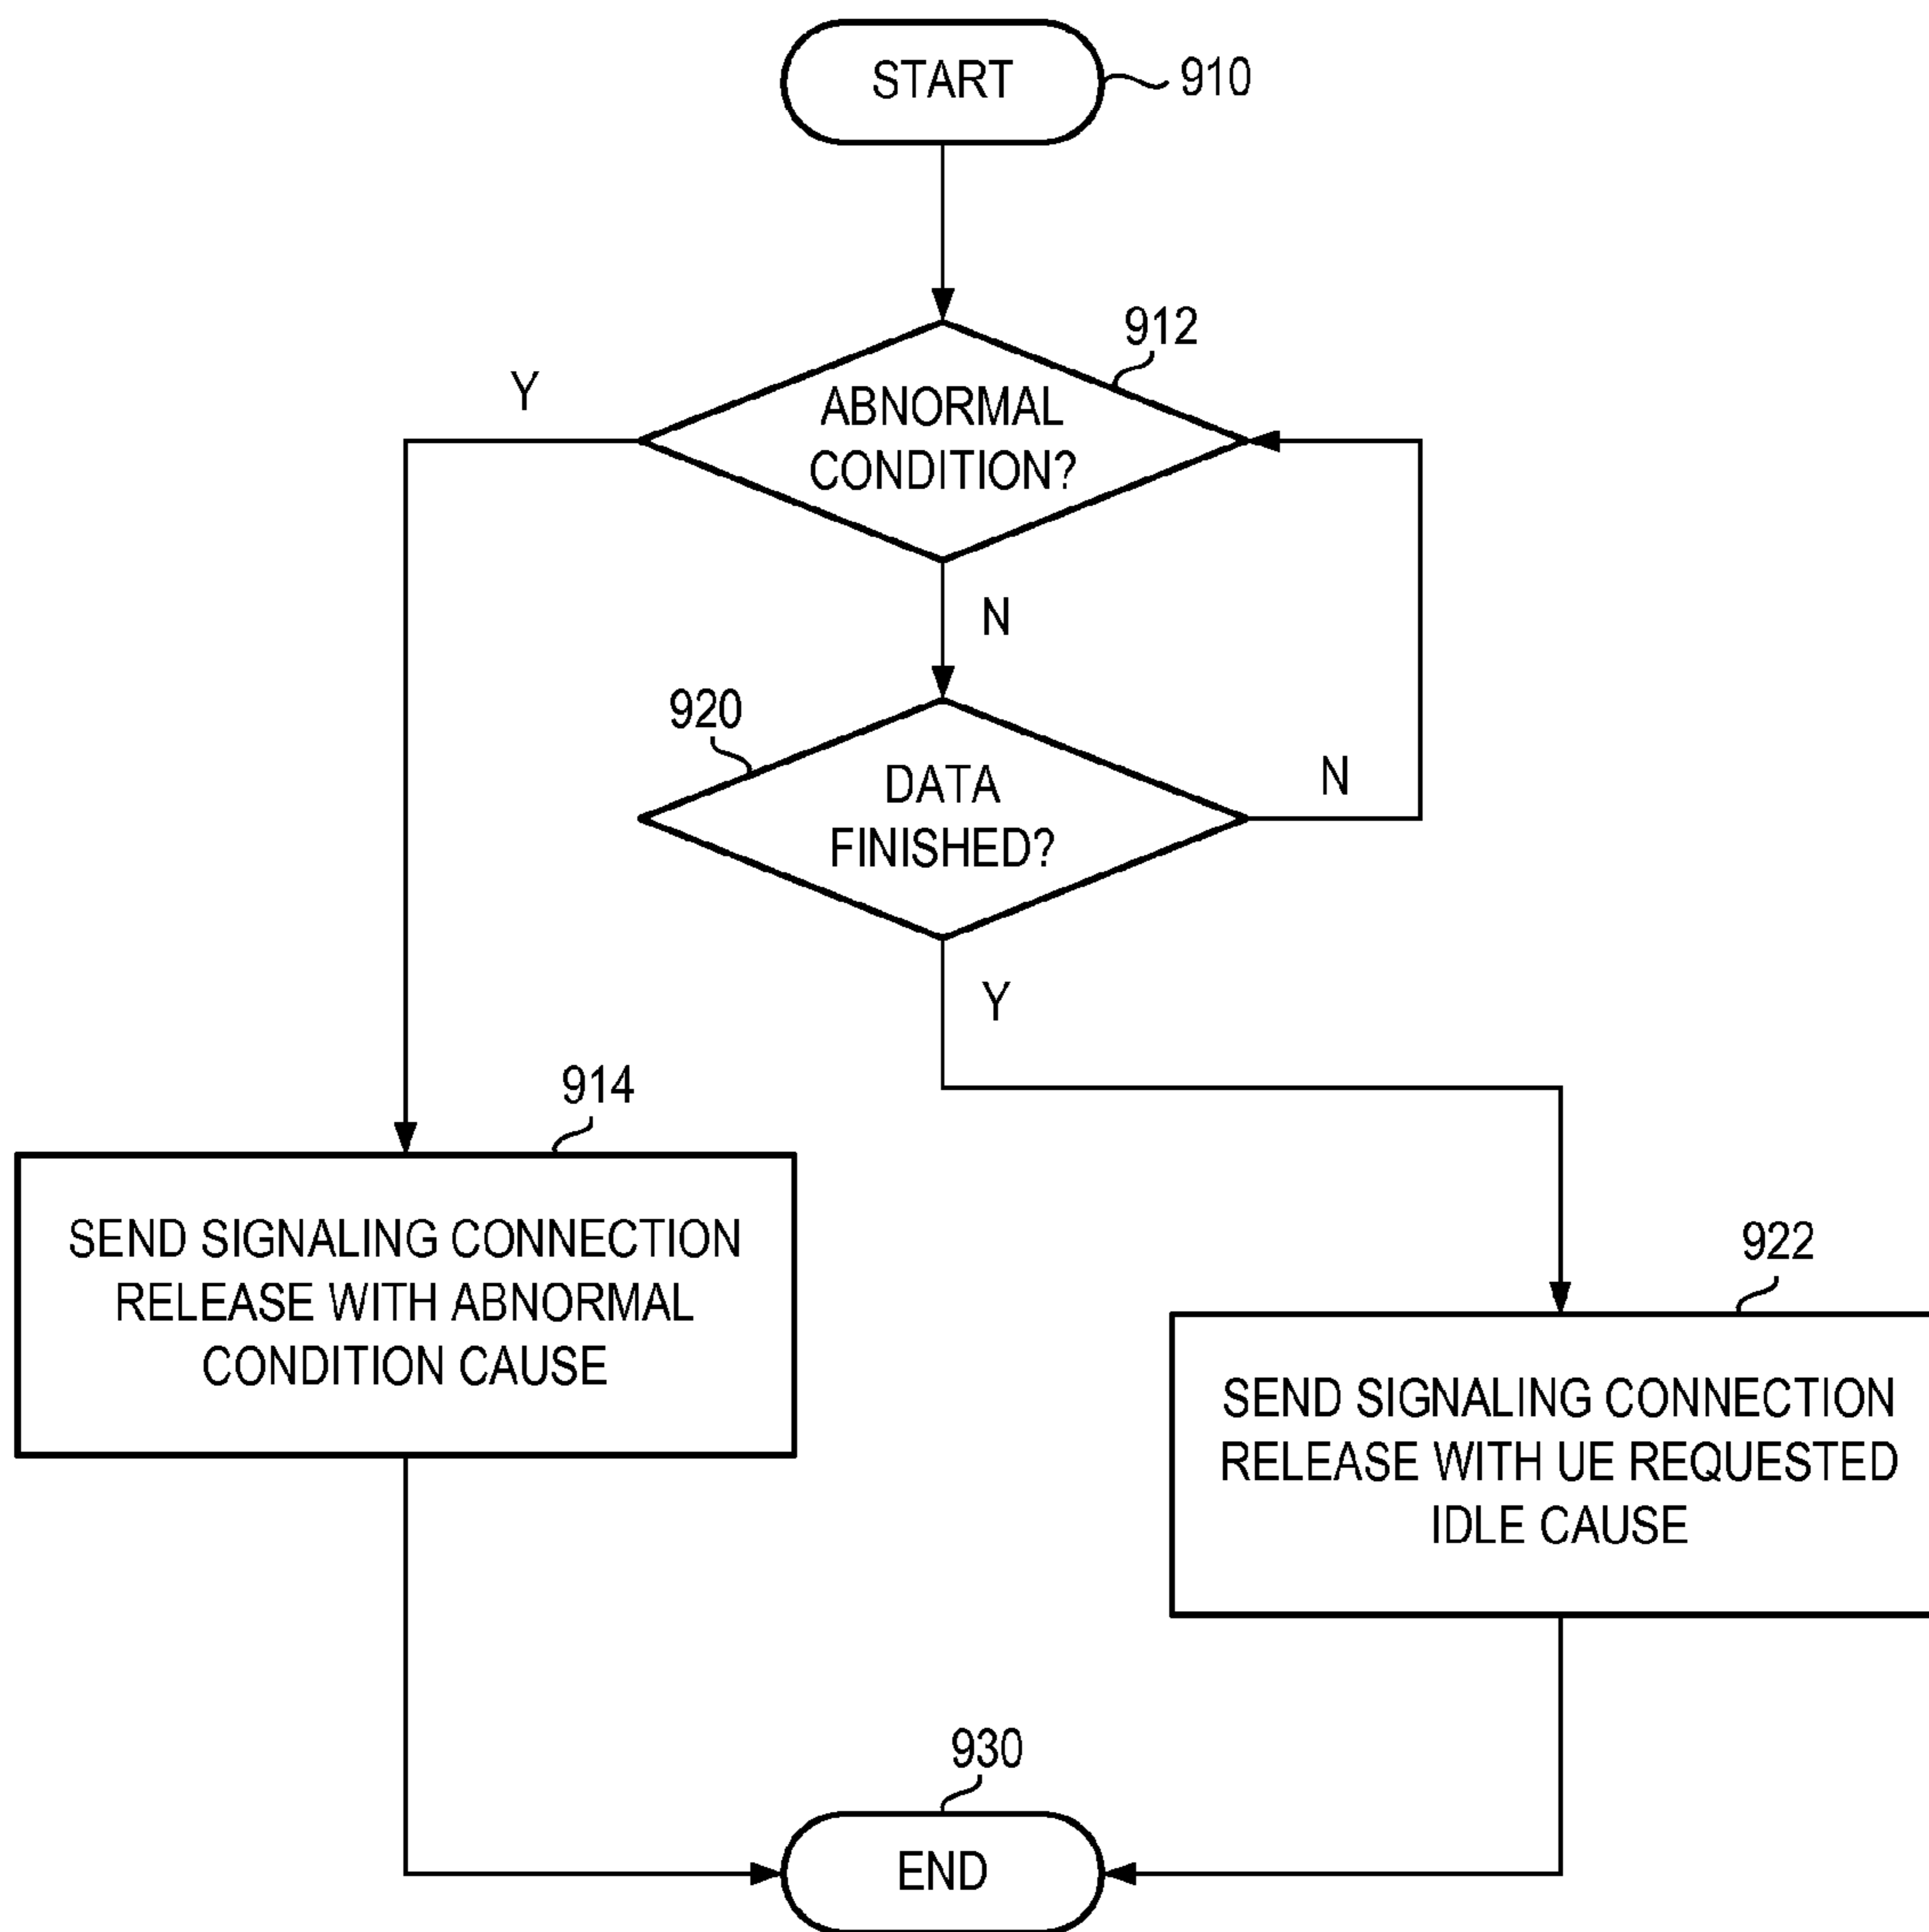 START
910
912
Y
ABNORMAL
CONDITION?
N
920
DATA
FINISHED?
N
Y
914
SEND SIGNALING CONNECTION
RELEASE WITH ABNORMAL
CONDITION CAUSE
922
SEND SIGNALING CONNECTION
RELEASE WITH UE REQUESTED
IDLE CAUSE
930
END